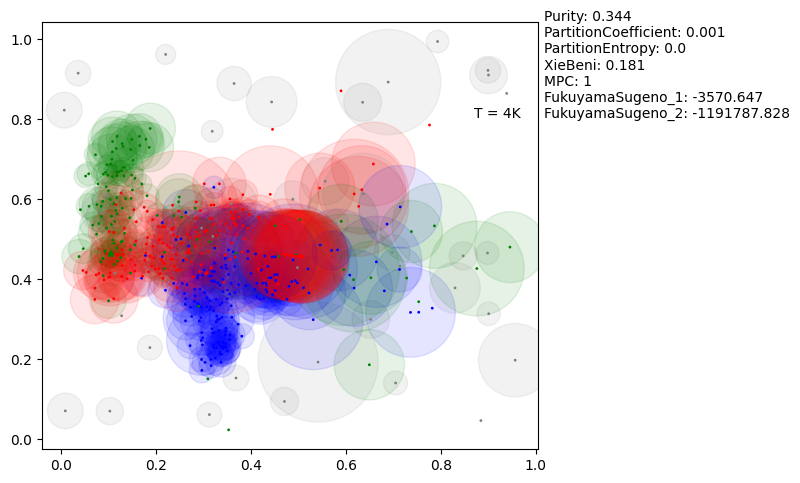 Purity: 0.344
PartitionCoefficient: 0.001
PartitionEntropy: 0.0
XieBeni: 0.181
MPC: 1
FukuyamaSugeno_1: -3570.647
FukuyamaSugeno_2: -1191787.828
T = 4K
1.0
0.8
0.6
0.4
0.2
0.0
0.0 0.2 0.4 0.6 0.8 1.0